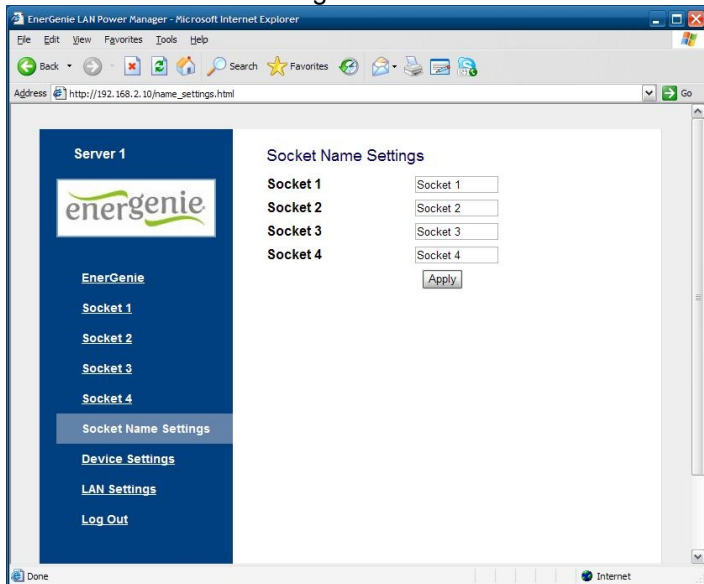 EnerGenie LAN Power Manager - Microsoft Internet Explorer
File Edit View Favorites Tools Help
Back Search Favorites
Address http://192.168.2.10/name_settings.html Go
Server 1
energenie
EnerGenie
Socket 1
Socket 2
Socket 3
Socket 4
Socket Name Settings
Device Settings
LAN Settings
Log Out
Socket Name Settings
Socket 1 Socket 1
Socket 2 Socket 2
Socket 3 Socket 3
Socket 4 Socket 4
Apply
Done Internet